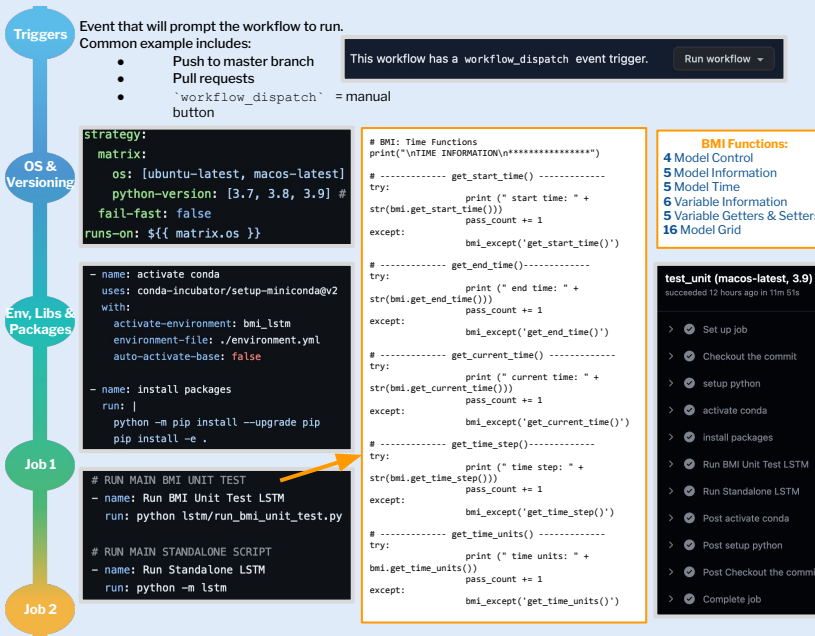 Triggers
Event that will prompt the workflow to run.
Common example includes:
● Push to master branch
● Pull requests
● `workflow_dispatch` = manual
button
This workflow has a workflow_dispatch event trigger.
Run workflow
OS &
Versioning
strategy:
matrix:
os: [ubuntu-latest, macos-latest]
python-version: [3.7, 3.8, 3.9] #
fail-fast: false
runs-on: ${{ matrix.os }}
Env, Libs &
Packages
- name: activate conda
uses: conda-incubator/setup-miniconda@v2
with:
activate-environment: bmi_lstm
environment-file: ./environment.yml
auto-activate-base: false
- name: install packages
run: |
python -m pip install --upgrade pip
pip install -e .
Job 1
# RUN MAIN BMI UNIT TEST
- name: Run BMI Unit Test LSTM
run: python lstm/run_bmi_unit_test.py
# RUN MAIN STANDALONE SCRIPT
- name: Run Standalone LSTM
run: python -m lstm
Job 2
# BMI: Time Functions
print("\nTIME INFORMATION\n****************")
# ------------- get_start_time() -------------
try:
print (" start time: " +
str(bmi.get_start_time()))
pass_count += 1
except:
bmi_except('get_start_time()')
# ------------- get_end_time()-------------
try:
print (" end time: " +
str(bmi.get_end_time()))
pass_count += 1
except:
bmi_except('get_end_time()')
# ------------- get_current_time() -------------
try:
print (" current time: " +
str(bmi.get_current_time()))
pass_count += 1
except:
bmi_except('get_current_time()')
# ------------- get_time_step()-------------
try:
print (" time step: " +
str(bmi.get_time_step()))
pass_count += 1
except:
bmi_except('get_time_step()')
# ------------- get_time_units() -------------
try:
print (" time units: " +
bmi.get_time_units())
pass_count += 1
except:
bmi_except('get_time_units()')
BMI Functions:
4 Model Control
5 Model Information
5 Model Time
6 Variable Information
5 Variable Getters & Setters
16 Model Grid
test_unit (macos-latest, 3.9)
succeeded 12 hours ago in 11m 51s
Set up job
Checkout the commit
setup python
activate conda
install packages
Run BMI Unit Test LSTM
Run Standalone LSTM
Post activate conda
Post setup python
Post Checkout the commi
Complete job